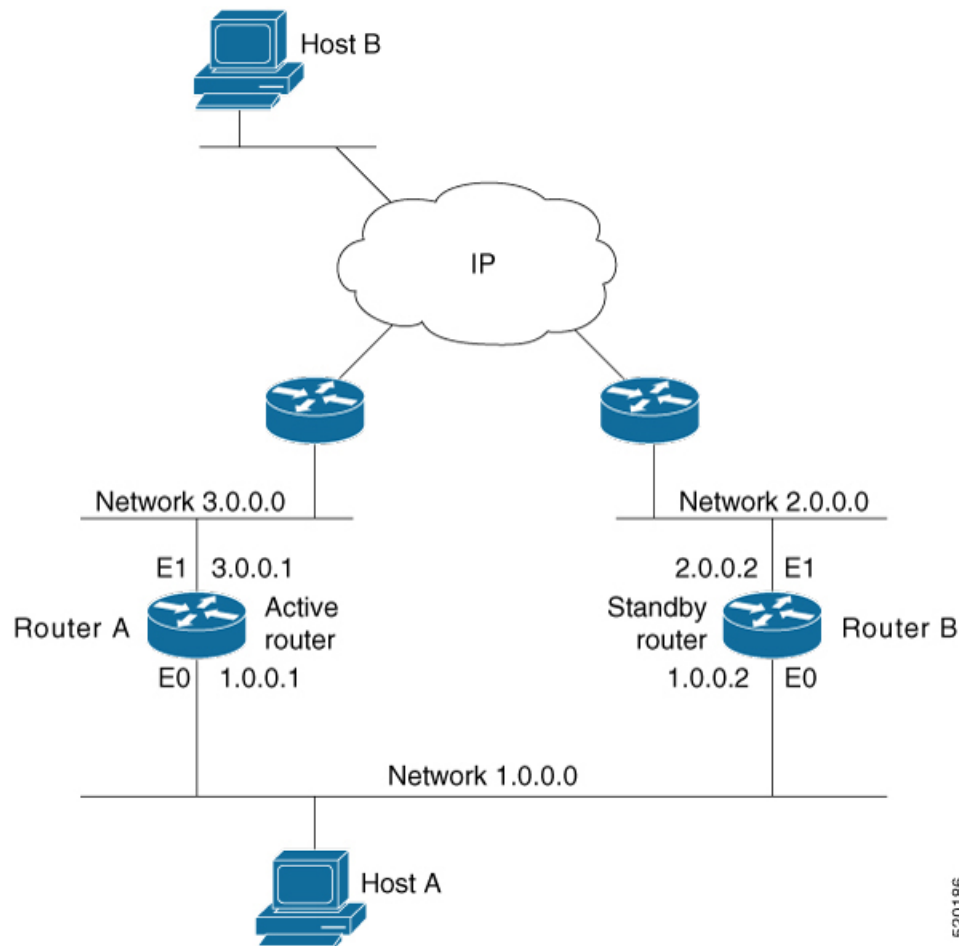 Host B
IP
Network 3.0.0.0
Network 2.0.0.0
E1 3.0.0.1
2.0.0.2 E1
Router A
Active
router
Standby
router
Router B
E0 1.0.0.1
1.0.0.2 E0
Network 1.0.0.0
Host A
520186